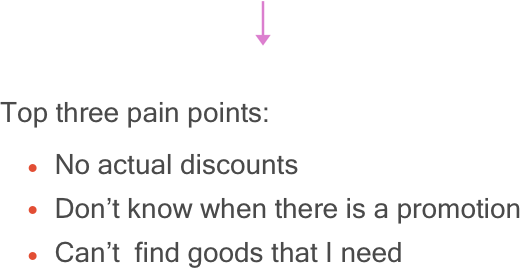 Top three pain points:
• No actual discounts
• Don’t know when there is a promotion
• Can’t  find goods that I need